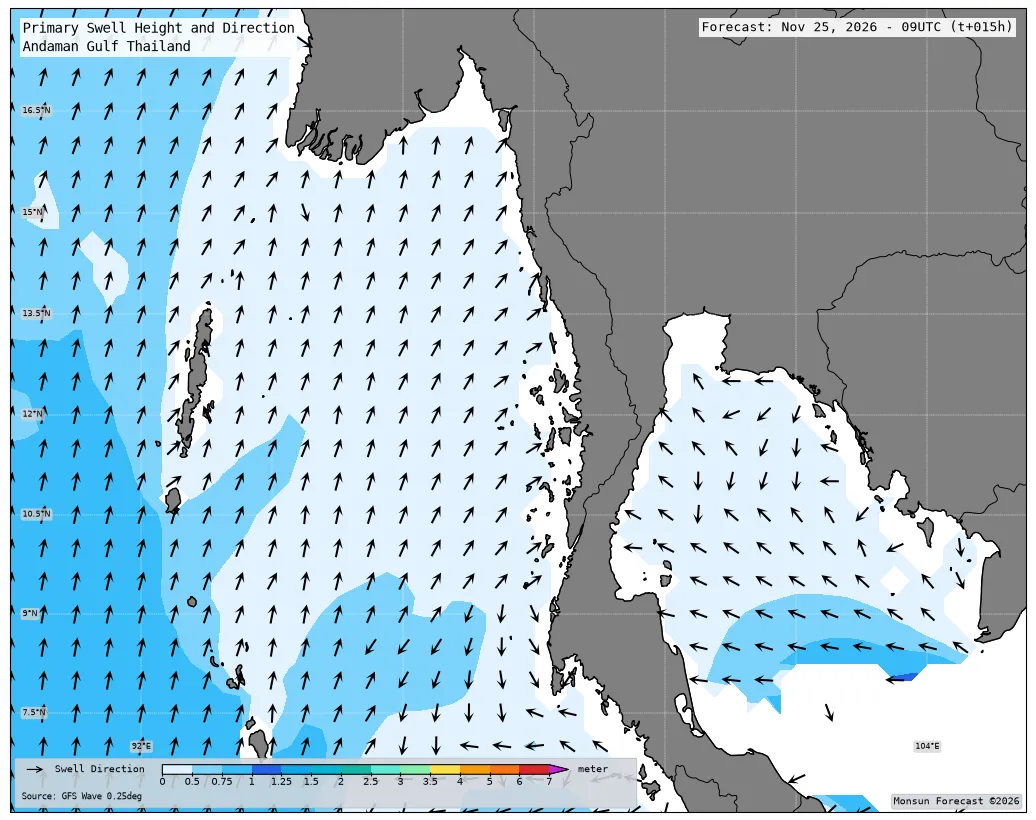 Primary Swell Height and Direction
Andaman Gulf Thailand
Forecast: Nov 25, 2026 - 09UTC (t+015h)
16.5°N
15°N
13.5°N
12°N
10.5°N
9°N
7.5°N
92°E
104°E
Swell Direction
0 0.5 0.75 1 1.25 1.5 2 2.5 3 3.5 4 5 6 7
meter
Source: GFS Wave 0.25deg
Monsun Forecast ©2026